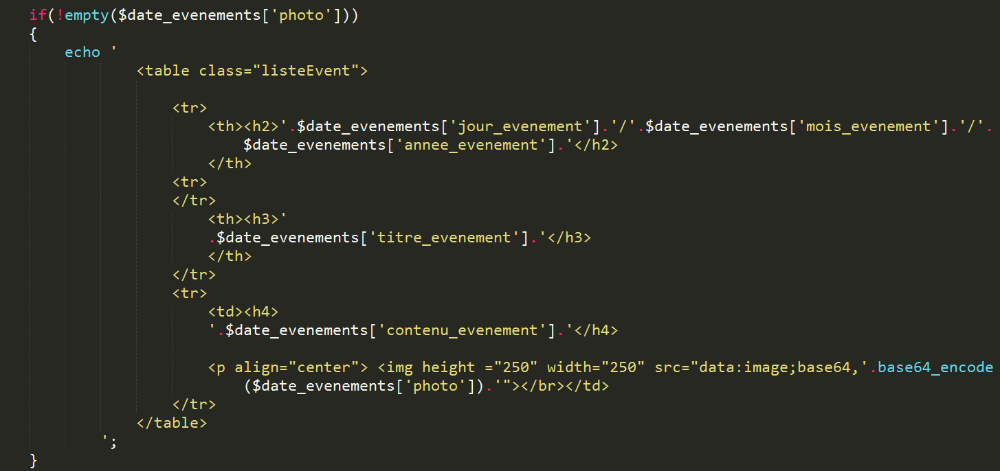 if(!empty($date_evenements['photo']))
{
echo '
<table class="listeEvent">
<tr>
<th><h2>'.$date_evenements['jour_evenement'].'/'.$date_evenements['mois_evenement'].'/'.
$date_evenements['annee_evenement'].'</h2>
</th>
<tr>
</tr>
<th><h3>'
.$date_evenements['titre_evenement'].'</h3>
</th>
</tr>
<tr>
<td><h4>
'.$date_evenements['contenu_evenement'].'</h4>
<p align="center"> <img height ="250" width="250" src="data:image;base64,'.base64_encode
($date_evenements['photo']).'"></br></td>
</tr>
</table>
';
}